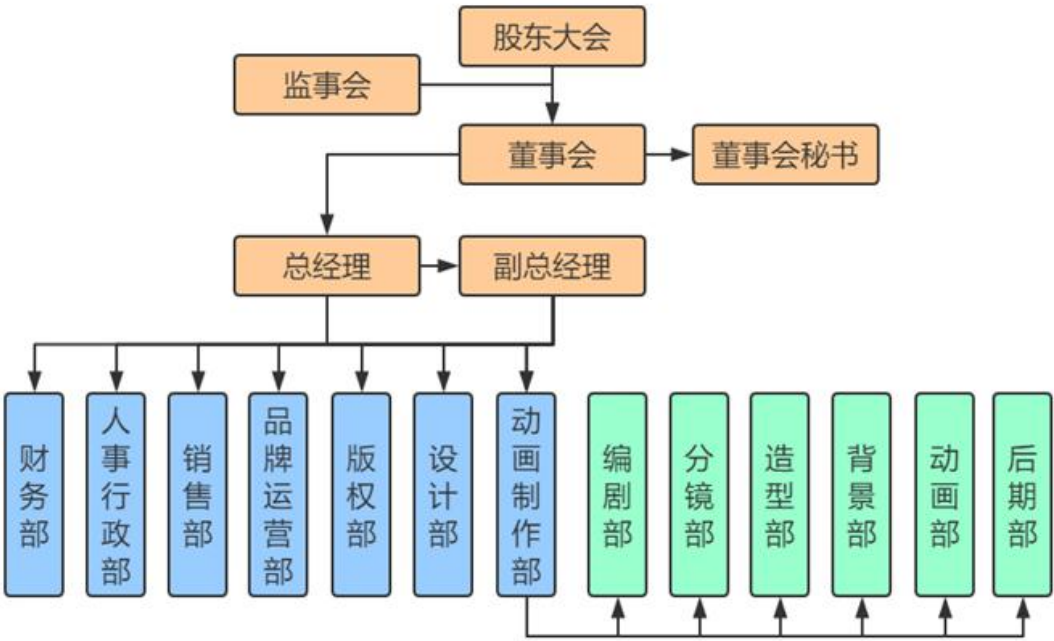 股东大会
监事会
董事会
董事会秘书
总经理
副总经理
财务部
人事行政部
销售部
品牌运营部
版权部
设计部
动画制作部
编剧部
分镜部
造型部
背景部
动画部
后期部